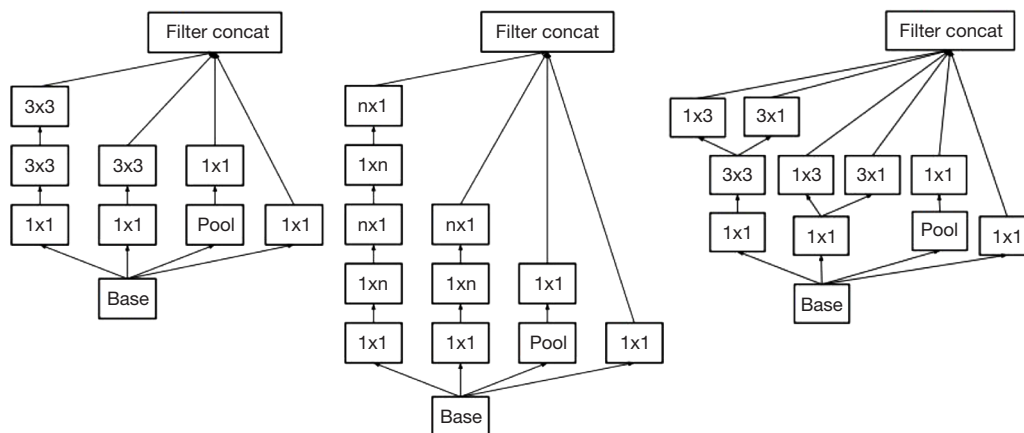 Filter concat
3x3
3x3
3x3
1x1
1x1
1x1
Pool
1x1
Base
Filter concat
nx1
1xn
nx1
nx1
1xn
1xn
1x1
1x1
1x1
Pool
1x1
Base
Filter concat
1x3
3x1
3x3
1x3
3x1
1x1
1x1
1x1
Pool
1x1
Base